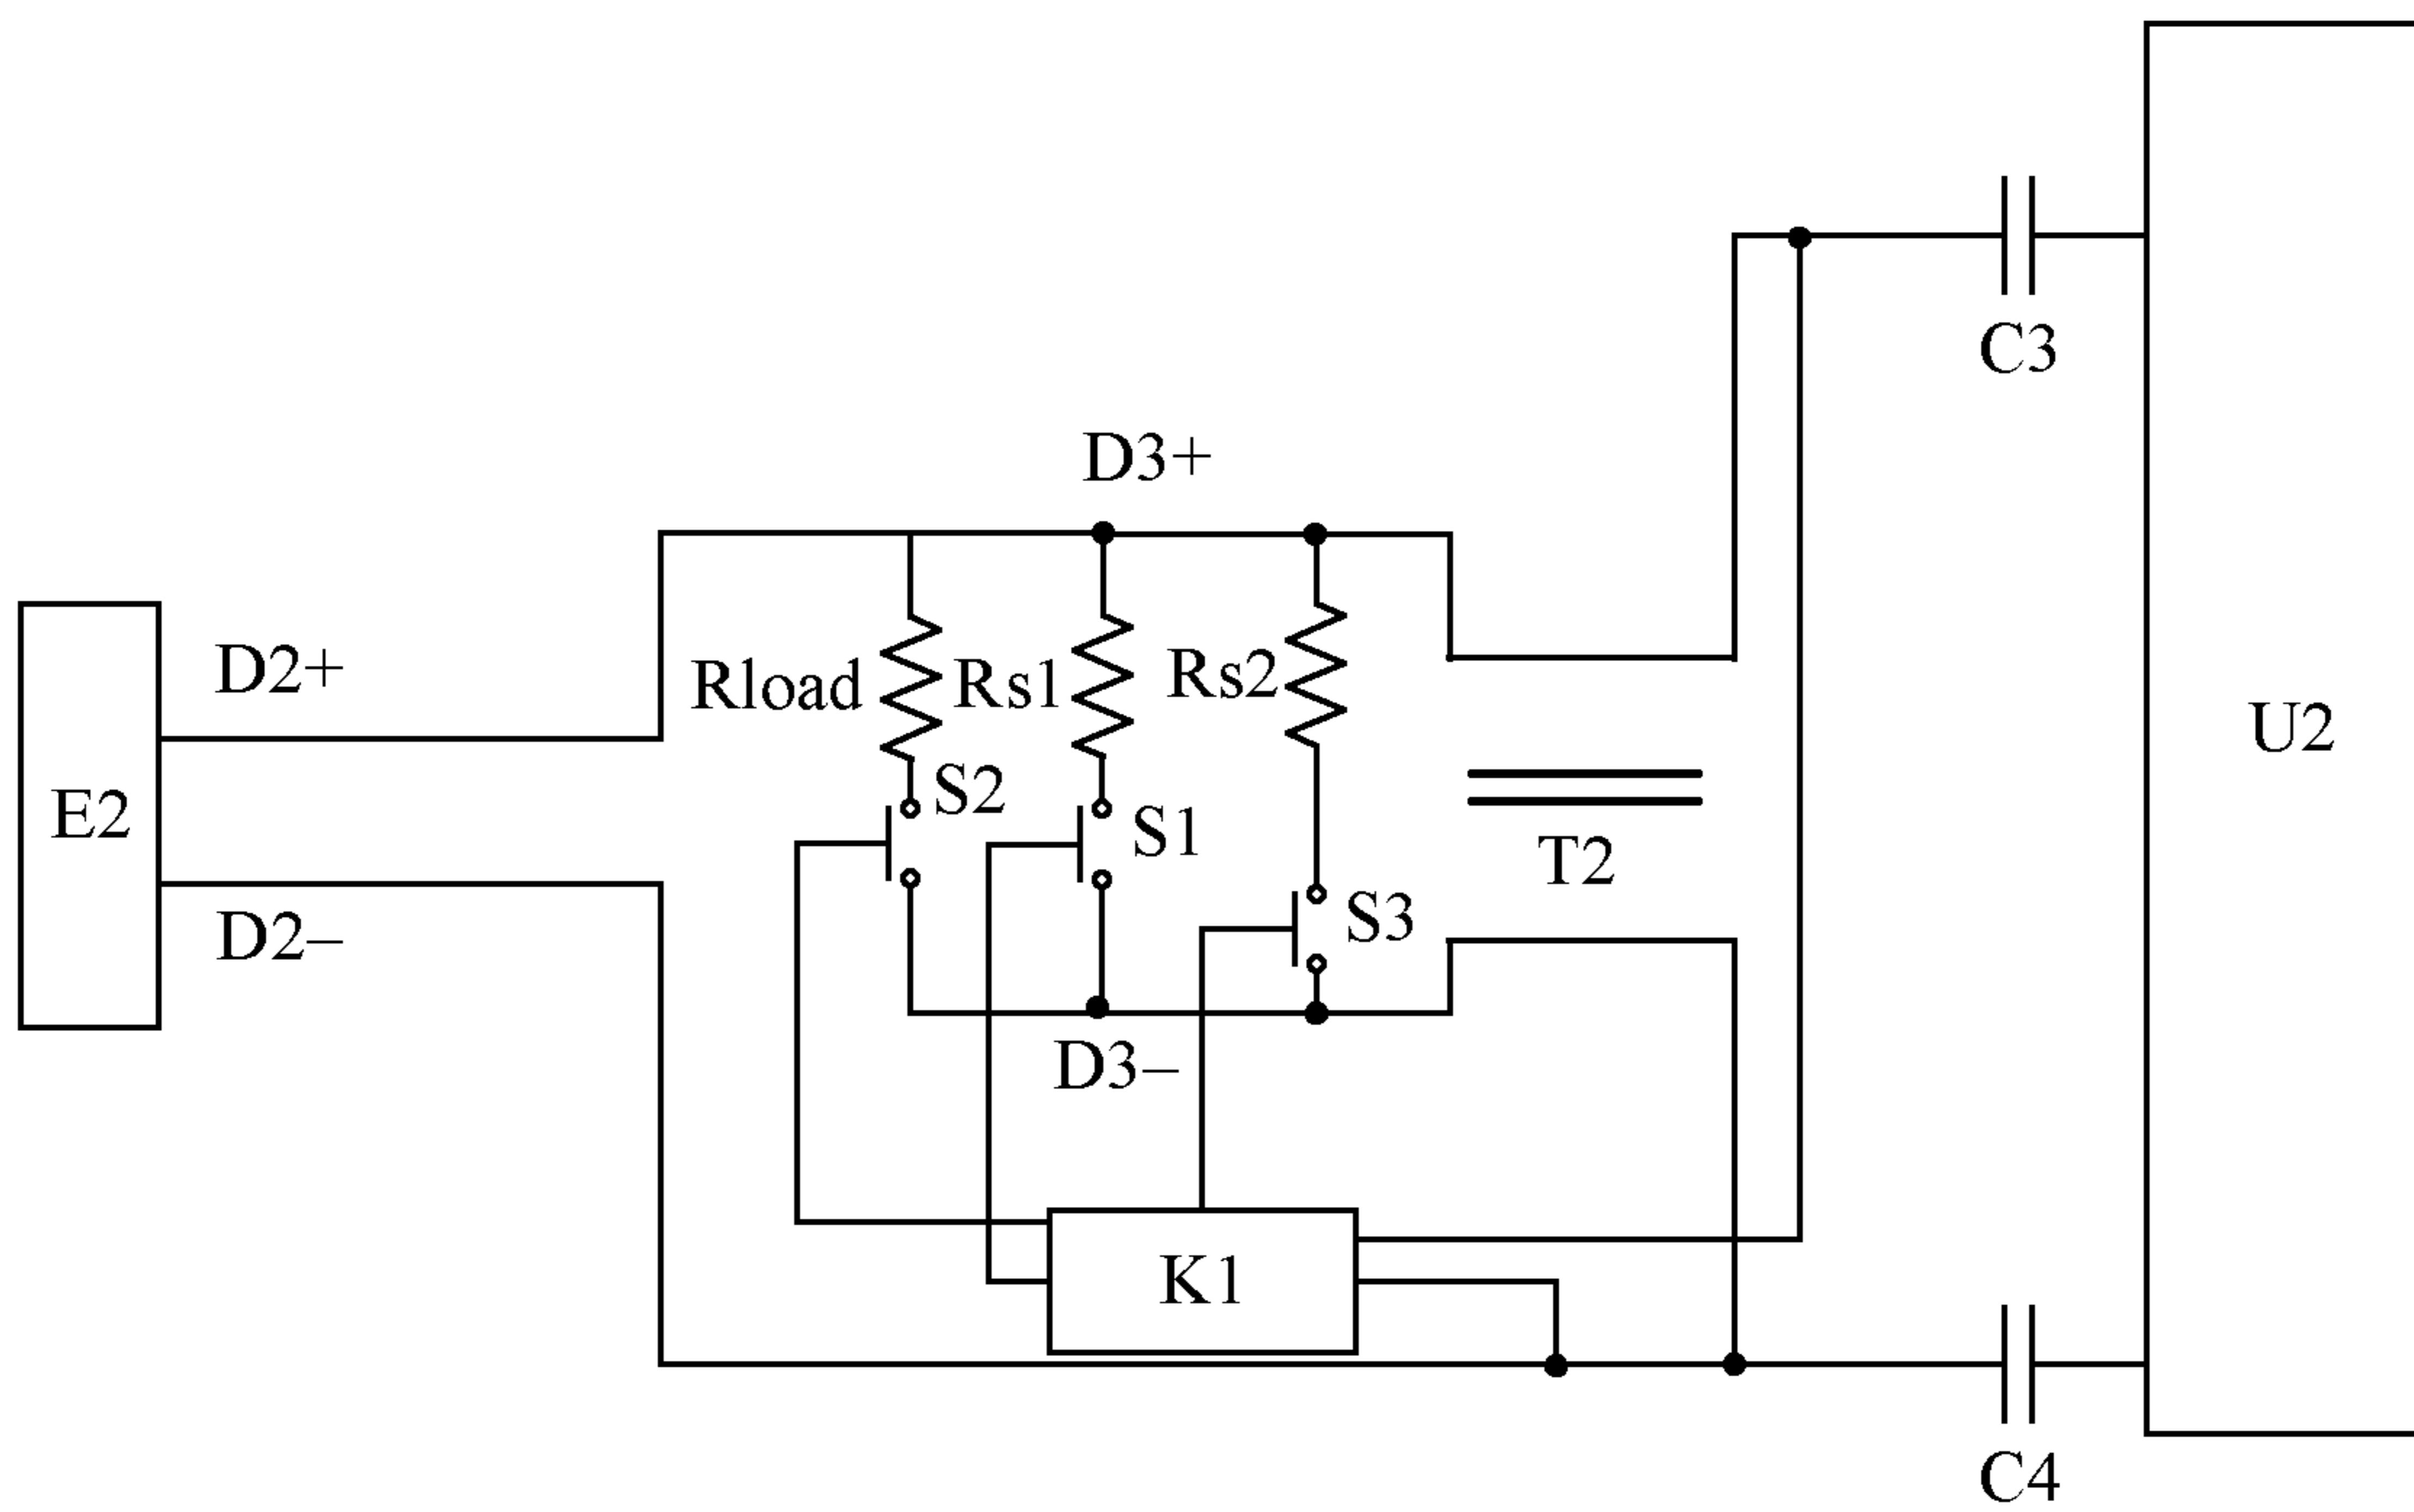 C3
D3+
D2+
Rload
Rs1
Rs2
U2
S2
E2
S1
T2
S3
D2–
D3–
K1
C4